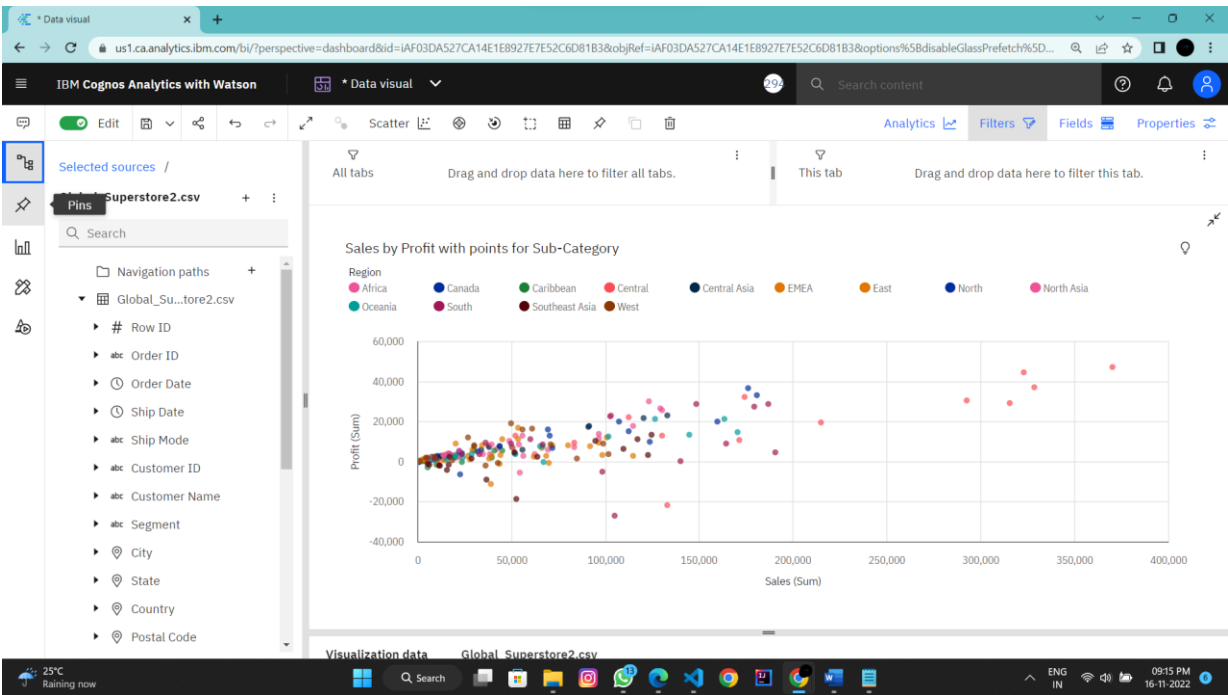 * Data visual
us1.ca.analytics.ibm.com/bi/?perspective=dashboard&id=iAF03DA527CA14E1E8927E7E52C6D81B3&objRef=iAF03DA527CA14E1E8927E7E52C6D81B3&options%5BdisableGlassPrefetch%5D...
IBM Cognos Analytics with Watson * Data visual 294 Search content
Edit Scatter Analytics Filters Fields Properties
Selected sources /
Superstore2.csv
Pins
Search
Navigation paths
Global_Su...tore2.csv
# Row ID
abc Order ID
Order Date
Ship Date
abc Ship Mode
abc Customer ID
abc Customer Name
abc Segment
City
State
Country
Postal Code
All tabs Drag and drop data here to filter all tabs.
This tab Drag and drop data here to filter this tab.
Sales by Profit with points for Sub-Category
Region
Africa Canada Caribbean Central Central Asia EMEA East North North Asia
Oceania South Southeast Asia West
Profit (Sum)
60,000
40,000
20,000
0
-20,000
-40,000
0 50,000 100,000 150,000 200,000 250,000 300,000 350,000 400,000
Sales (Sum)
Visualization data Global_Superstore2.csv
25°C
Raining now
Search
13
ENG
IN
09:15 PM
16-11-2022
6